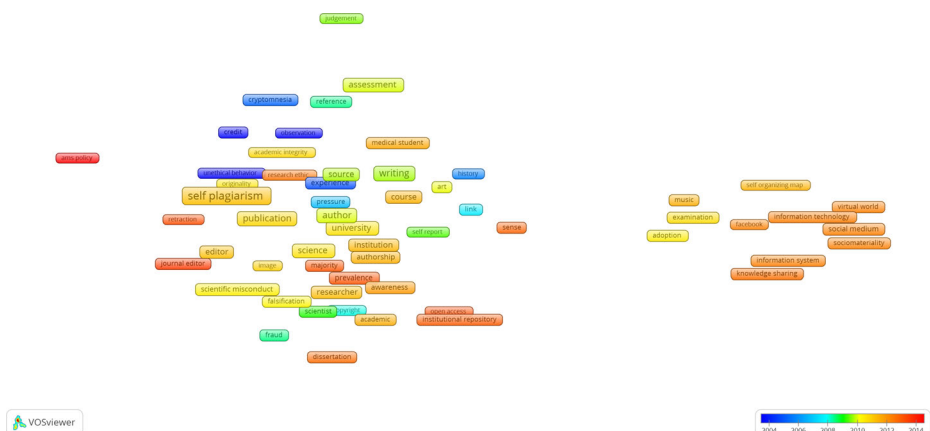 judgement
assessment
cryptomnesia
reference
credit
observation
medical student
academic integrity
ams policy
unethical behavior
research ethic
source
writing
history
experience
originality
art
self organizing map
self plagiarism
course
pressure
music
virtual world
link
author
publication
retraction
examination
information technology
facebook
university
sense
social medium
self report
adoption
institution
sociomateriality
editor
science
authorship
information system
journal editor
image
majority
knowledge sharing
prevalence
awareness
scientific misconduct
researcher
falsification
scientist
open access
academic
institutional repository
fraud
dissertation
VOSviewer
2004 2006 2008 2010 2012 2014